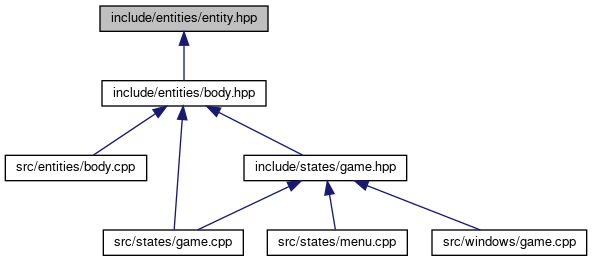 include/entities/entity.hpp
include/entities/body.hpp
src/entities/body.cpp
include/states/game.hpp
src/states/game.cpp
src/states/menu.cpp
src/windows/game.cpp